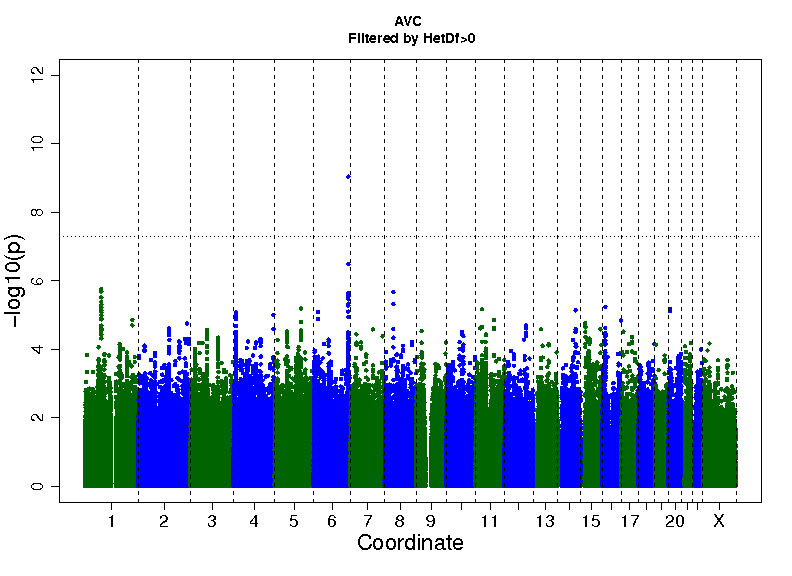 AVC
Filtered by HetDf>0
12
10
8
6
4
2
0
−log10(p)
1 2 3 4 5 6 7 8 9 11 13 15 17 20 X
Coordinate